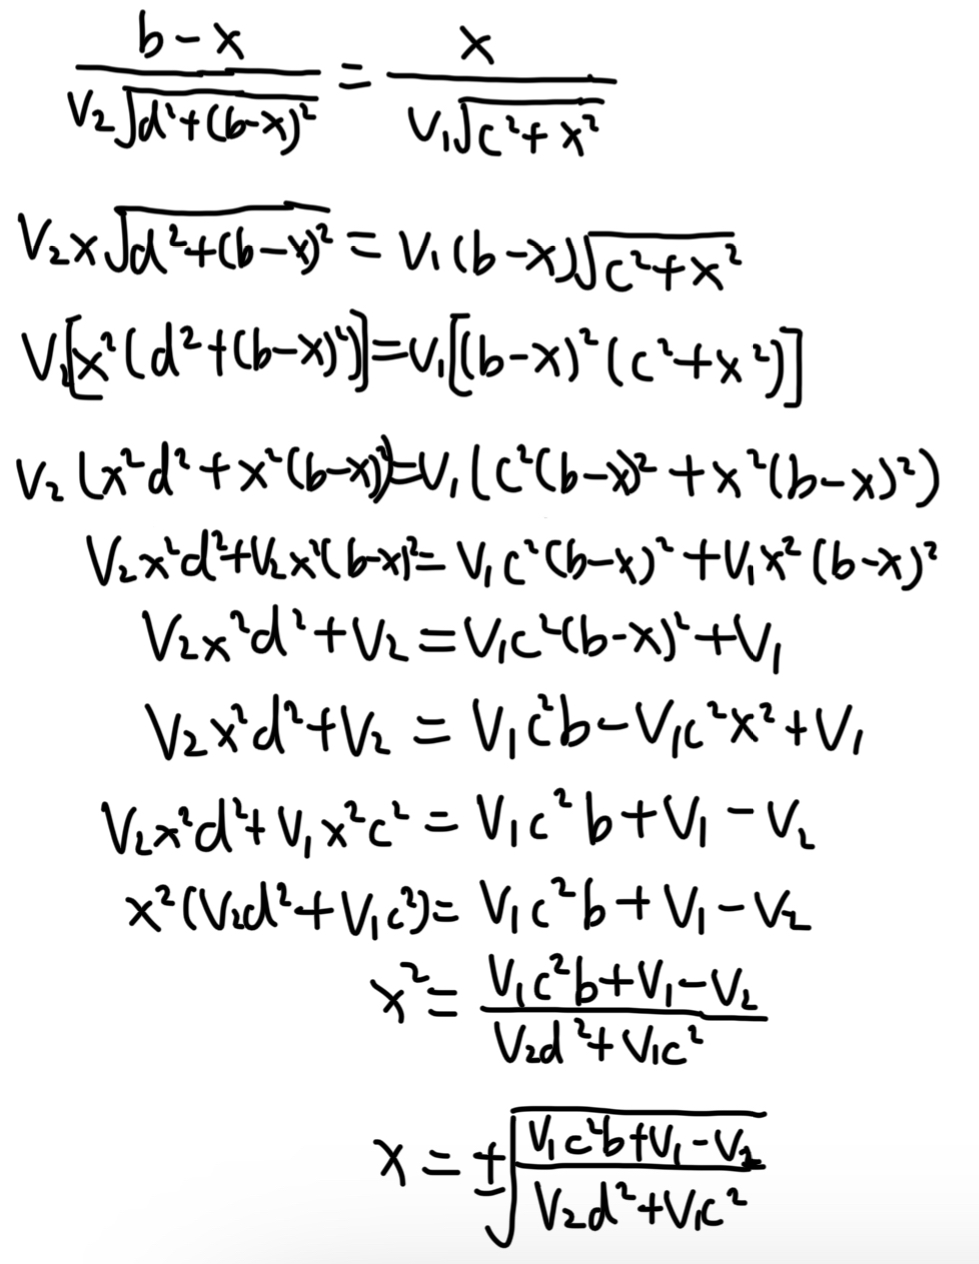 \frac{b-x}{V_2\sqrt{d^2+(b-x)^2}} = \frac{x}{V_1\sqrt{c^2+x^2}}
V_2x\sqrt{d^2+(b-x)^2} = V_1(b-x)\sqrt{c^2+x^2}
V_2[x^2(d^2+(b-x)^2)] = V_1[(b-x)^2(c^2+x^2)]
V_2(x^2d^2+x^2(b-x)^2) = V_1(c^2(b-x)^2+x^2(b-x)^2)
V_2x^2d^2+V_2x^2(b-x)^2 = V_1c^2(b-x)^2+V_1x^2(b-x)^2
V_2x^2d^2+V_2 = V_1c^2(b-x)^2+V_1
V_2x^2d^2+V_2 = V_1c^2b-V_1c^2x^2+V_1
V_2x^2d^2+V_1x^2c^2 = V_1c^2b+V_1-V_2
x^2(V_2d^2+V_1c^2) = V_1c^2b+V_1-V_2
x^2 = \frac{V_1c^2b+V_1-V_2}{V_2d^2+V_1c^2}
x = \pm\sqrt{\frac{V_1c^2b+V_1-V_2}{V_2d^2+V_1c^2}}